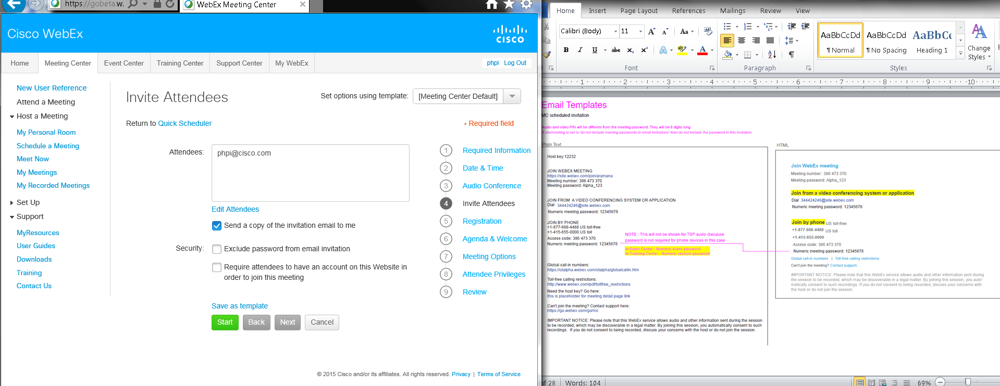 https://gobeta.w.
WebEx Meeting Center
Cisco WebEx
CISCO
Home
Meeting Center
Event Center
Training Center
Support Center
My WebEx
phpi
Log Out
New User Reference
Attend a Meeting
Host a Meeting
My Personal Room
Schedule a Meeting
Meet Now
My Meetings
My Recorded Meetings
Set Up
Support
MyResources
User Guides
Downloads
Training
Contact Us
Invite Attendees
Set options using template: [Meeting Center Default]
Return to Quick Scheduler
* Required field
Attendees: phpi@cisco.com
Edit Attendees
Send a copy of the invitation email to me
Security: Exclude password from email invitation
Require attendees to have an account on this Website in
order to join this meeting
Save as template
Start Back Next Cancel
1 Required Information
2 Date & Time
3 Audio Conference
4 Invite Attendees
5 Registration
6 Agenda & Welcome
7 Meeting Options
8 Attendee Privileges
9 Review
© 2015 Cisco and/or its affiliates. All rights reserved. Privacy | Terms of Service
Home Insert Page Layout References Mailings Review View
Calibri (Body) 11
AaBbCcDd AaBbCcDd AaBbCc
¶ Normal ¶ No Spacing Heading 1
Change
Styles
Font Paragraph Styles
1 2 3 4 5 6 7 8 9 10
Email Templates
MC scheduled invitation
Audio and video PIN will be different from the meeting password. They will be 8 digits long.
If site/meeting is set to 'do not include meeting passwords in email invitations' then do not include the password in this invitation.
Plain Text
Host key:12232
JOIN WEBEX MEETING
https://site.webex.com/join/aramana
Meeting number: 386 473 370
Meeting password: Alpha_123
JOIN FROM A VIDEO CONFERENCING SYSTEM OR APPLICATION
Dial 344424246@site.webex.com
Numeric meeting password: 12345678
JOIN BY PHONE
+1-877-668-4488 US toll-free
+1-415-655-0000 US toll
Access code: 386 473 370
Numeric meeting password: 12345678
NOTE : This will not be shown for TSP audio (because
password is not required for phone devices in this case
In Event Center : Numeric event password
In Training Center : Numeric session password
Global call-in numbers:
https://otalpha.webex.com/otalpha/globalcallin.htm
Toll-free calling restrictions:
http://www.webex.com/pdf/tollfree_restrictions
Need the host key? Go here:
this is placeholder for meeting detail page link
Can't join the meeting? Contact support here:
https://go.webex.com/go/mc
IMPORTANT NOTICE: Please note that this WebEx service allows audio and other information sent during the session
to be recorded, which may be discoverable in a legal matter. By joining this session, you automatically consent to such
recordings. If you do not consent to being recorded, discuss your concerns with the host or do not join the session.
HTML
Join WebEx meeting
Meeting number: 386 473 370
Meeting password: Alpha_123
Join from a video conferencing system or application
Dial 344424246@site.webex.com
Numeric meeting password: 12345678
Join by phone
+1-877-668-4488 US toll-free
+1-415-655-0000 US toll
Access code: 386 473 370
Numeric meeting password: 12345678
Global call-in numbers | Toll-free calling restrictions
Can't join the meeting? Contact support.
IMPORTANT NOTICE: Please note that this WebEx service allows audio and other information sent during
the session to be recorded, which may be discoverable in a legal matter. By joining this session, you auto-
matically consent to such recordings. If you do not consent to being recorded, discuss your concerns with
the host or do not join the session.
of 28 Words: 104
69%